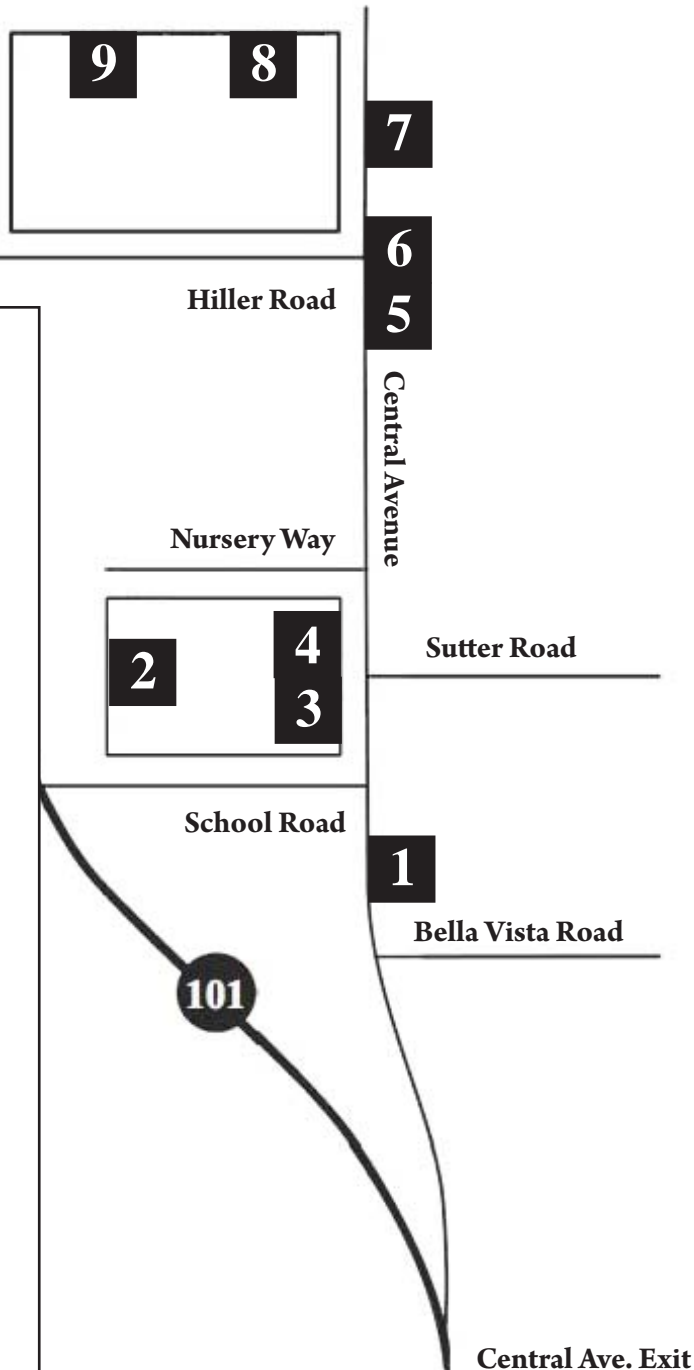 9
8
7
6
Hiller Road
5
Central Avenue
Nursery Way
4
Sutter Road
2
3
School Road
1
Bella Vista Road
101
Central Ave. Exit